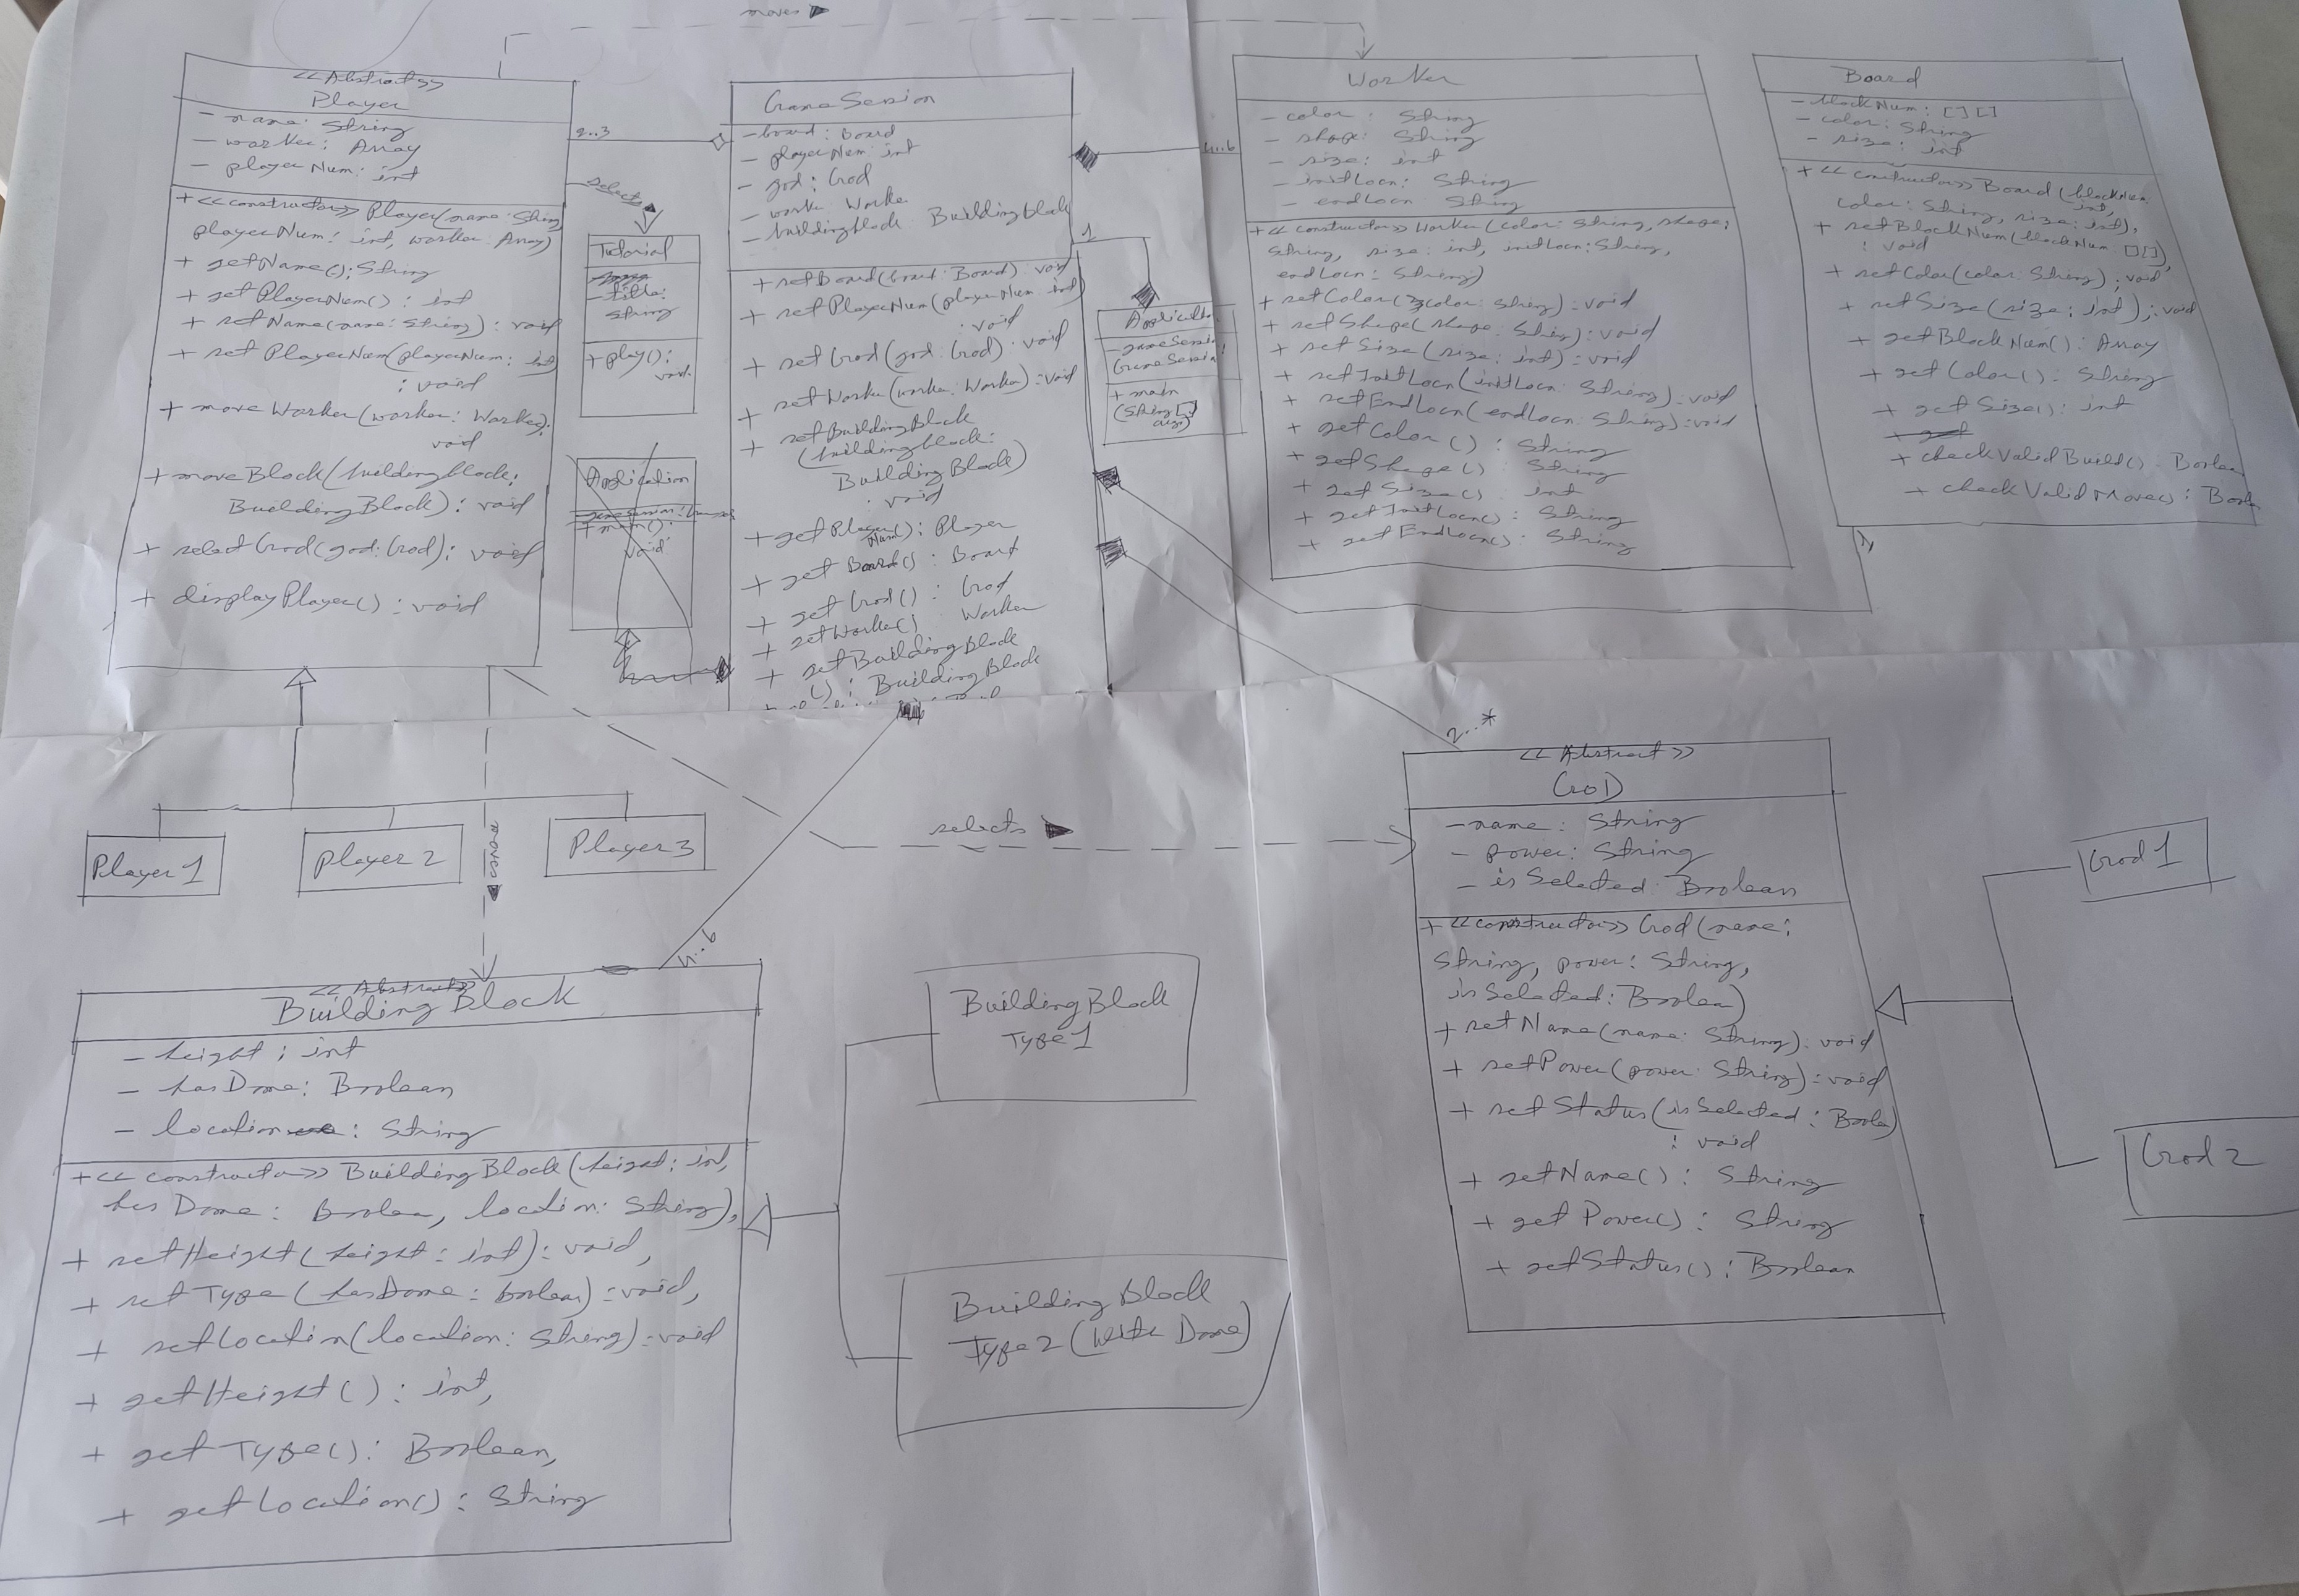 moves
<<Abstract>>
Player
- name: String
- worker: Array
- playerNum: int
+ <<constructor>> Player(name: String
playerNum: int, worker: Array)
+ getName(): String
+ getPlayerNum() : int
+ setName(name: String) : void
+ setPlayerNum(playerNum: int)
: void
+ moveWorker(worker: Worker):
void
+ moveBlock(buildingblock:
BuildingBlock) : void
+ selectGod(god: God): void
+ displayPlayer() : void
2..3
selects
Tutorial
- title:
String
+ play():
void
Application
+ main():
void
GameSession
- board: Board
- playerNum: int
- god: God
- worker: Worker
- buildingblock: Buildingblock
+ setBoard(board: Board): void
+ setPlayerNum(playerNum: int)
: void
+ setGod(god: God): void
+ setWorker(worker: Worker): void
+ setBuildingBlock
(buildingblock:
BuildingBlock)
: void
+ getPlayerNum(): Player
+ getBoard() : Board
+ getGod() : God
+ getWorker() Worker
+ getBuildingBlock
() : BuildingBlock
1
Application
- gameSession:
GameSession
+ main
(String[]
args)
4..6
Worker
- color : String
- shape: String
- size: int
- initLocn: String
- endLocn: String
+ << constructor>> Worker (color: String, shape:
String, size: int, initLocn: String,
endLocn: String)
+ setColor(color: String) : void
+ setShape(shape: String) : void
+ setSize(size: int) : void
+ setInitLocn(initLocn: String) : void
+ setEndLocn(endLocn: String) : void
+ getColor() : String
+ getShape() : String
+ getSize() : int
+ getInitLocn() : String
+ getEndLocn() : String
Board
- blockNum: [][]
- color: String
- size: int
+ << constructor>> Board (blockNum:
int,
color: String, size: int),
+ setBlockNum(blockNum: [][])
: void
+ setColor(color: String) : void
+ setSize(size: int) : void
+ getBlockNum() : Array
+ getColor() : String
+ getSize() : int
+ get
+ checkValidBuild() : Boolean
+ checkValidMove() : Boolean
1
2...*
Player 1
Player 2
Player 3
moves
selects
4..6
<< Abstract >>
GOD
- name: String
- power: String
- isSelected: Boolean
+ <<constructor>> God(name:
String, power: String,
isSelected: Boolean)
+ setName(name: String): void
+ setPower(power: String): void
+ setStatus(isSelected: Boolean)
: void
+ getName() : String
+ getPower() : String
+ getStatus() : Boolean
God 1
God 2
<< Abstract>>
Building Block
- height : int
- hasDome: Boolean
- location : String
+<< constructor>> BuildingBlock(height: int,
hasDome: Boolean, location: String),
+ setHeight(height: int): void,
+ setType(hasDome: boolean) : void,
+ setLocation(location: String): void
+ getHeight() : int,
+ getType() : Boolean,
+ getLocation() : String
BuildingBlock
Type 1
Building Block
Type 2 (With Dome)